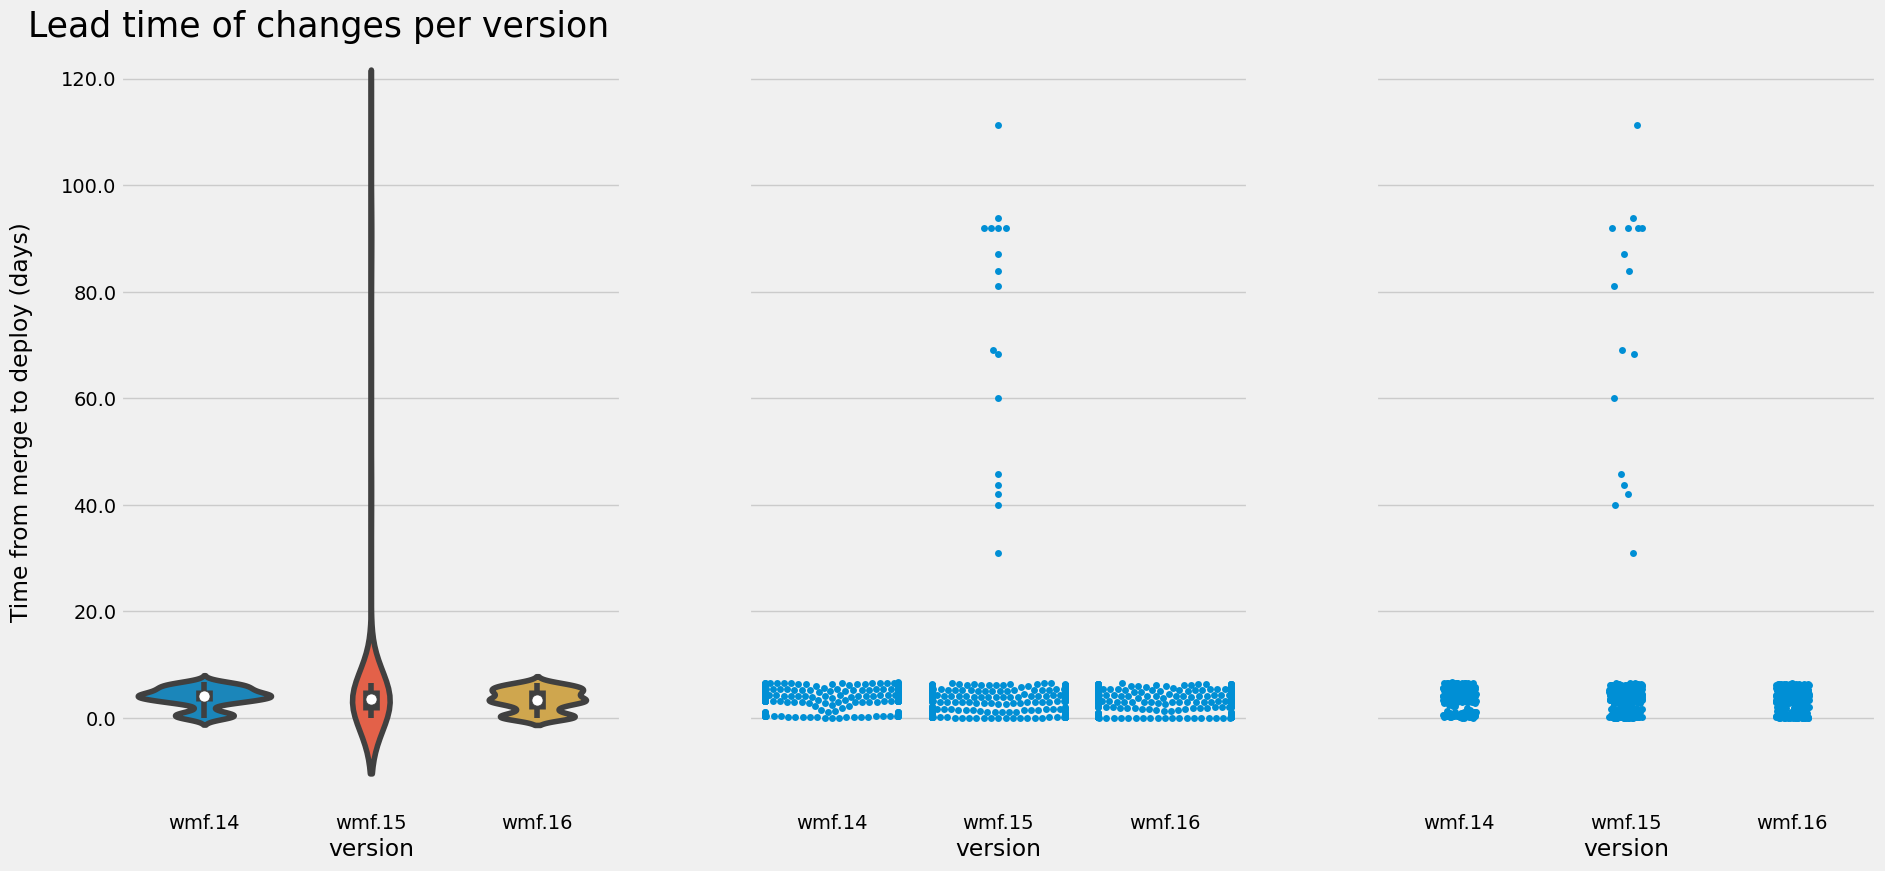 Lead time of changes per version
Time from merge to deploy (days)
120.0
100.0
80.0
60.0
40.0
20.0
0.0
wmf.14 wmf.15 wmf.16
version
wmf.14 wmf.15 wmf.16
version
wmf.14 wmf.15 wmf.16
version